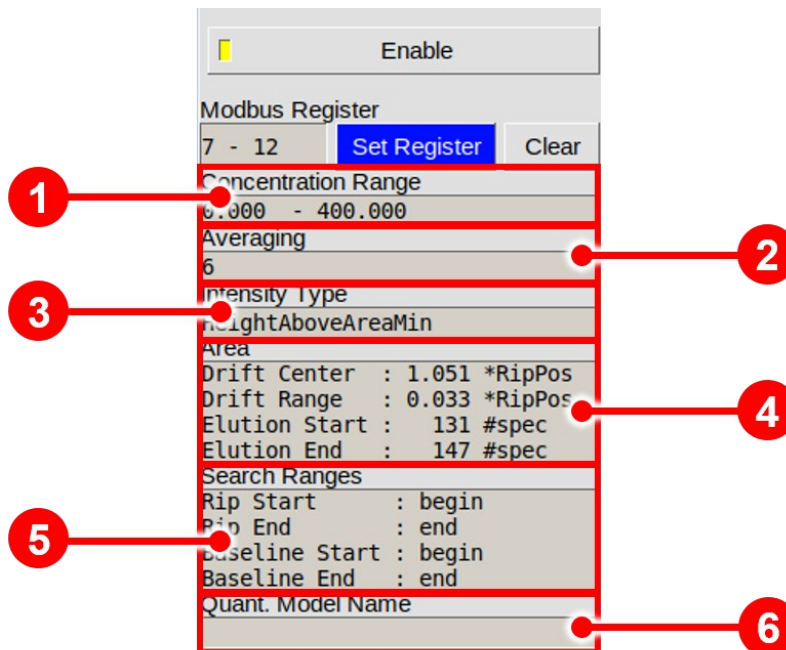 Enable
Modbus Register
7 - 12 Set Register Clear
Concentration Range
1
0.000 - 400.000
Averaging
2
6
Intensity Type
3
HeightAboveAreaMin
Area
Drift Center : 1.051 *RipPos
Drift Range : 0.033 *RipPos
4
Elution Start : 131 #spec
Elution End : 147 #spec
Search Ranges
Rip Start : begin
Rip End : end
5
Baseline Start : begin
Baseline End : end
Quant. Model Name
6